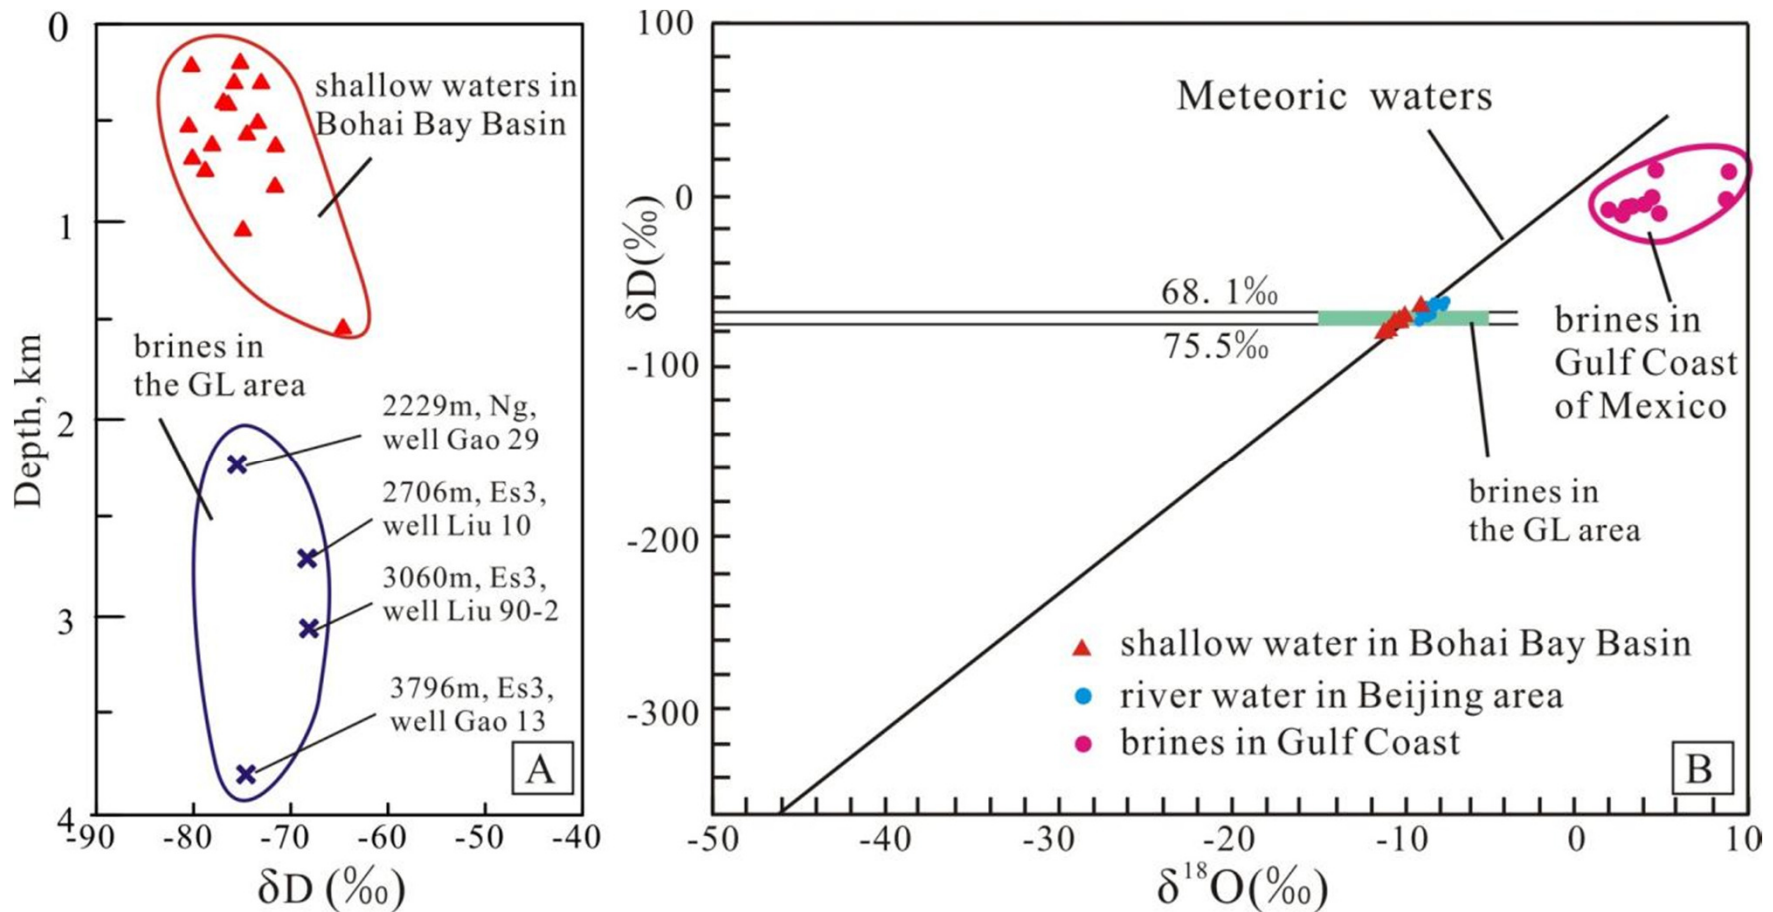 0
1
2
3
4
Depth, km
-90
-80
-70
-60
-50
-40
δD (‰)
shallow waters in
Bohai Bay Basin
brines in
the GL area
2229m, Ng,
well Gao 29
2706m, Es3,
well Liu 10
3060m, Es3,
well Liu 90-2
3796m, Es3,
well Gao 13
A
100
0
-100
-200
-300
δD(‰)
-50
-40
-30
-20
-10
0
10
δ¹⁸O(‰)
Meteoric waters
68. 1‰
75.5‰
brines in
Gulf Coast
of Mexico
brines in
the GL area
shallow water in Bohai Bay Basin
river water in Beijing area
brines in Gulf Coast
B